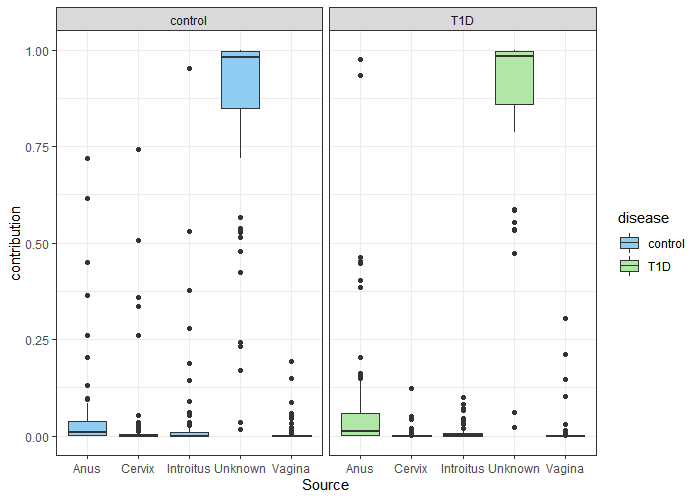 control
T1D
1.00
0.75
0.50
0.25
0.00
contribution
Anus Cervix Introitus Unknown Vagina
Anus Cervix Introitus Unknown Vagina
Source
disease
control
T1D